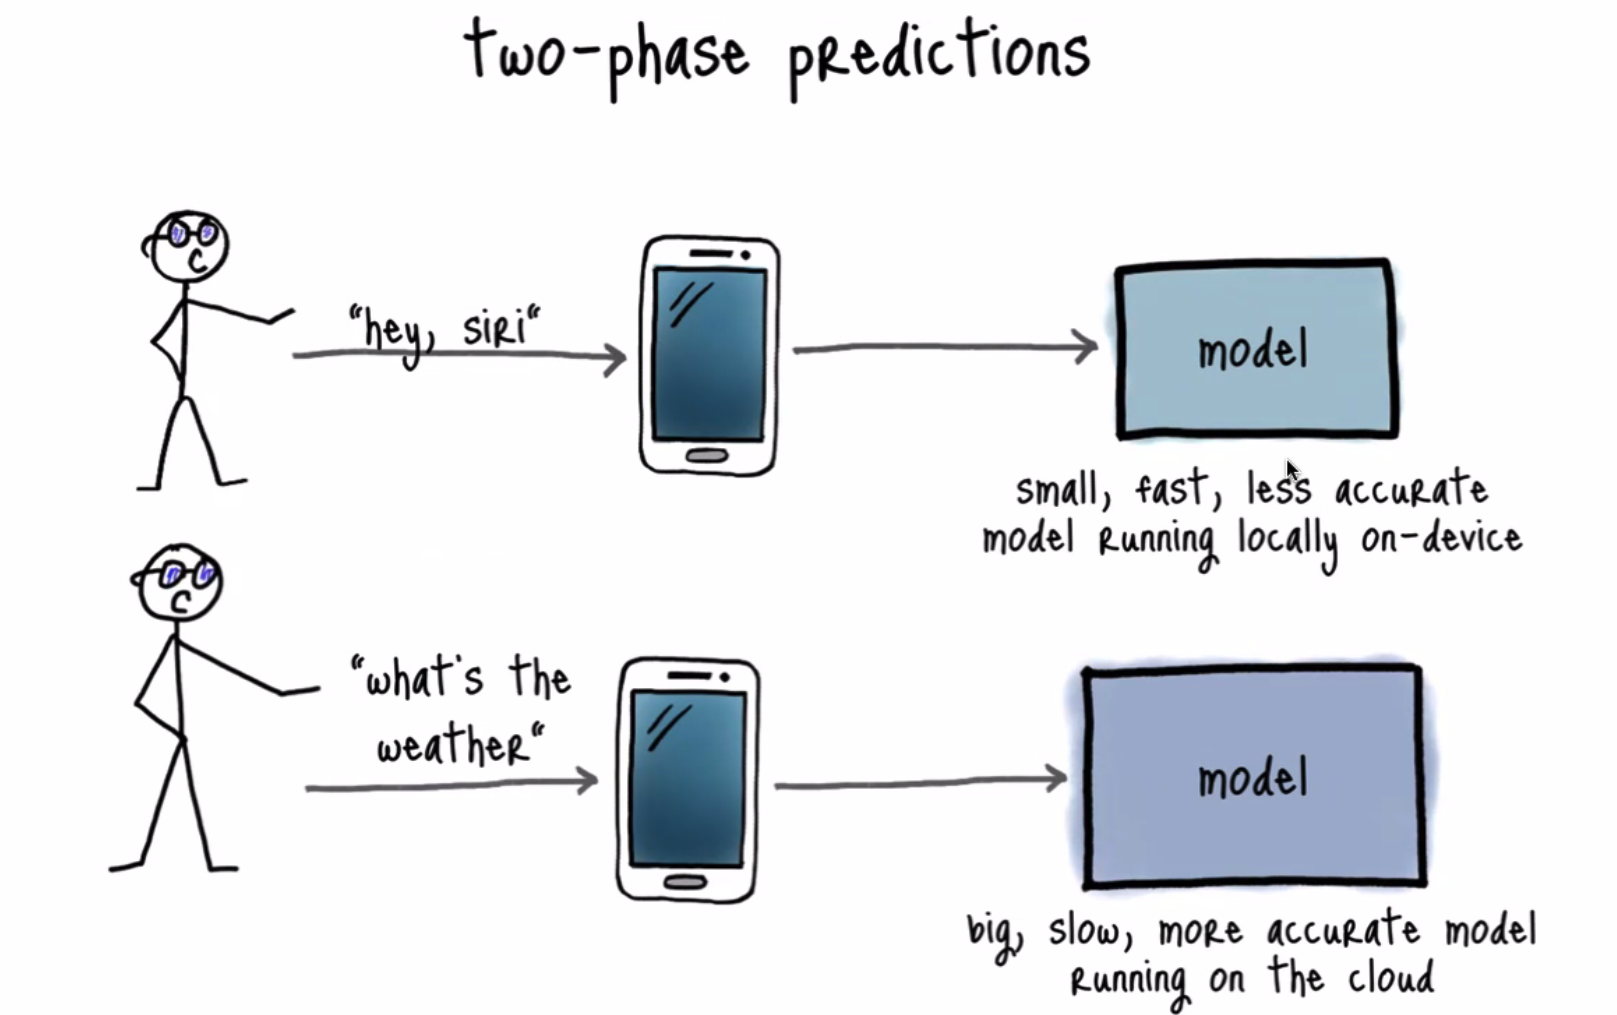 two-phase predictions
"hey, siri"
model
small, fast, less accurate
model running locally on-device
"what's the
weather"
model
big, slow, more accurate model
running on the cloud